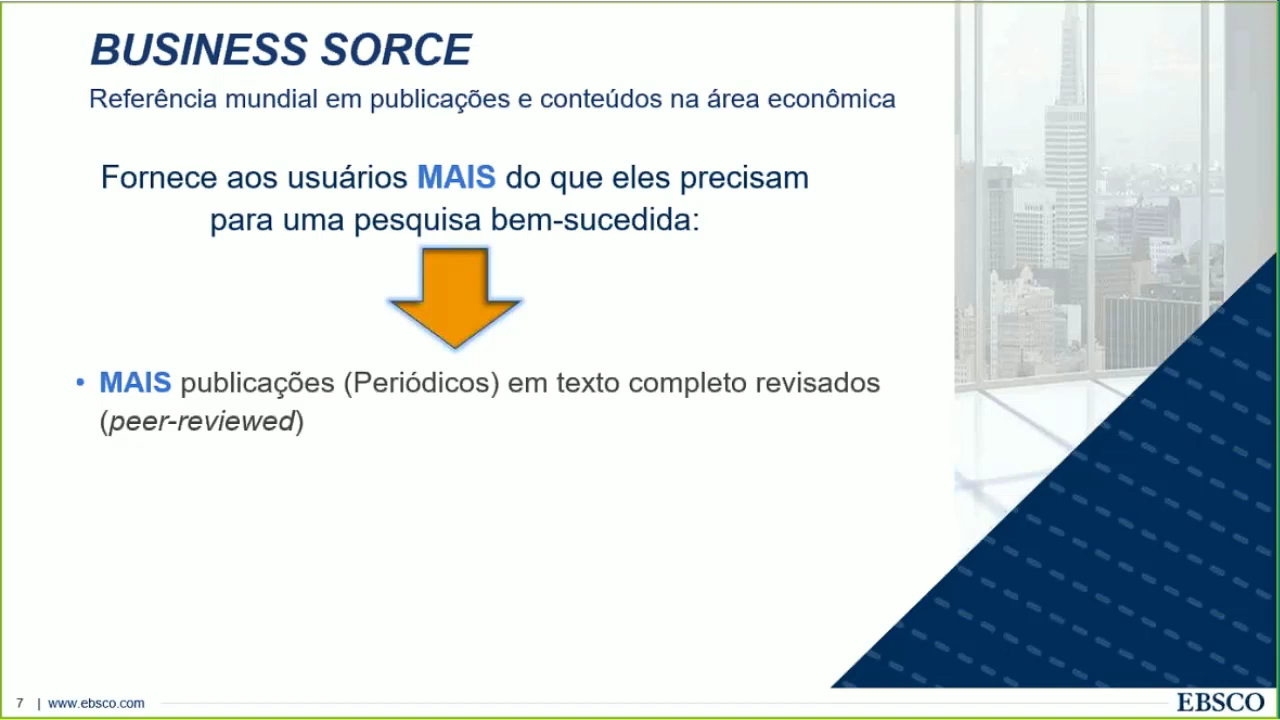 BUSINESS SORCE
Referência mundial em publicações e conteúdos na área econômica
Fornece aos usuários MAIS do que eles precisam
para uma pesquisa bem-sucedida:
• MAIS publicações (Periódicos) em texto completo revisados
(peer-reviewed)
7 | www.ebsco.com
EBSCO